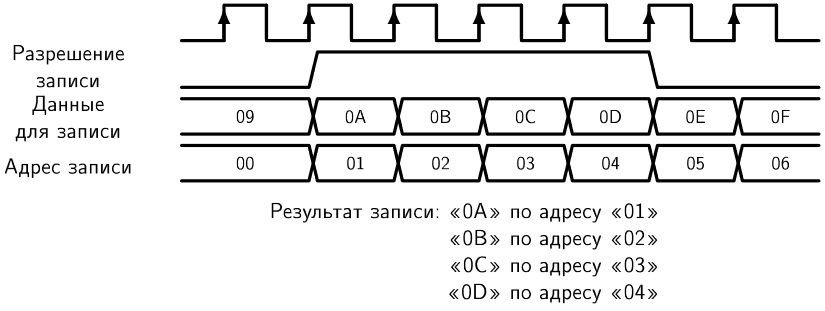 Разрешение
записи
Данные
для записи
09 0A 0B 0C 0D 0E 0F
Адрес записи
00 01 02 03 04 05 06
Результат записи: «0A» по адресу «01»
«0B» по адресу «02»
«0C» по адресу «03»
«0D» по адресу «04»